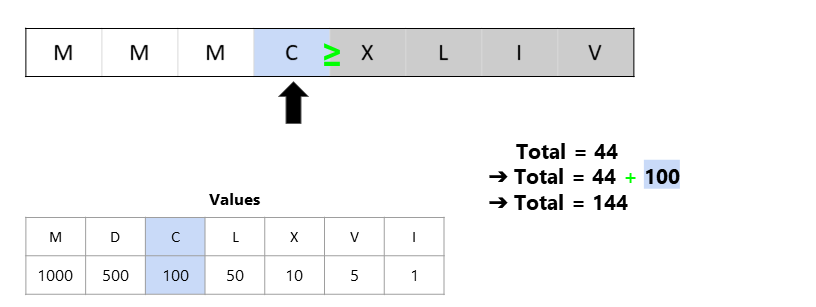 M M M C ≥ X L I V
Total = 44
➔ Total = 44 + 100
➔ Total = 144
Values
M D C L X V I
1000 500 100 50 10 5 1